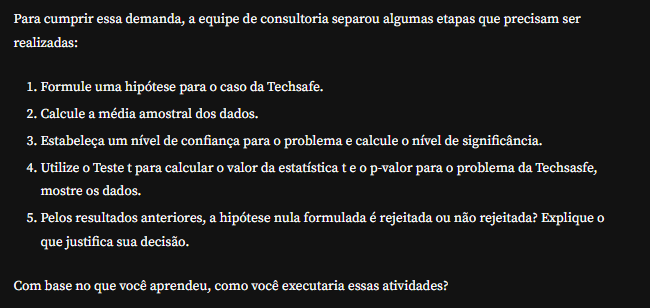 Para cumprir essa demanda, a equipe de consultoria separou algumas etapas que precisam ser
realizadas:
1. Formule uma hipótese para o caso da Techsafe.
2. Calcule a média amostral dos dados.
3. Estabeleça um nível de confiança para o problema e calcule o nível de significância.
4. Utilize o Teste t para calcular o valor da estatística t e o p-valor para o problema da Techsasfe,
mostre os dados.
5. Pelos resultados anteriores, a hipótese nula formulada é rejeitada ou não rejeitada? Explique o
que justifica sua decisão.
Com base no que você aprendeu, como você executaria essas atividades?